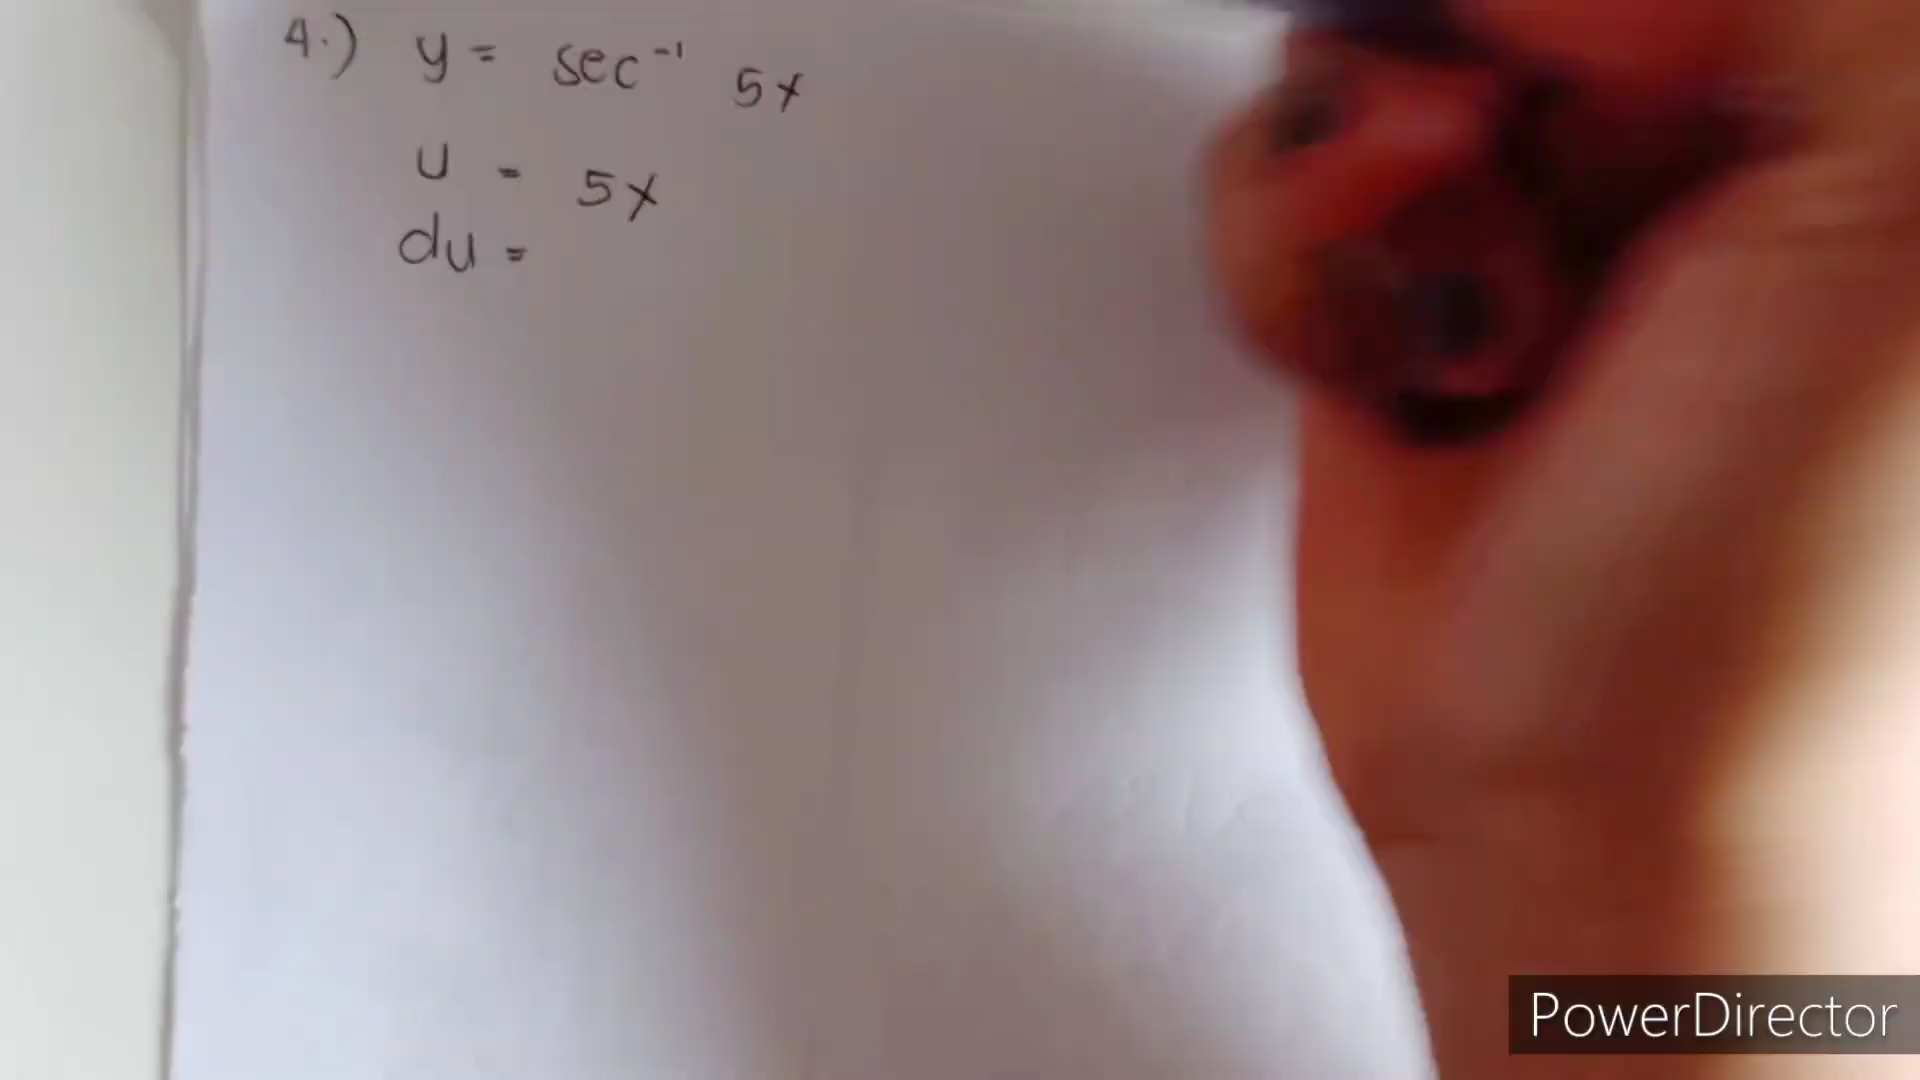 4.) y = sec⁻¹ 5x
u = 5x
du =
PowerDirector